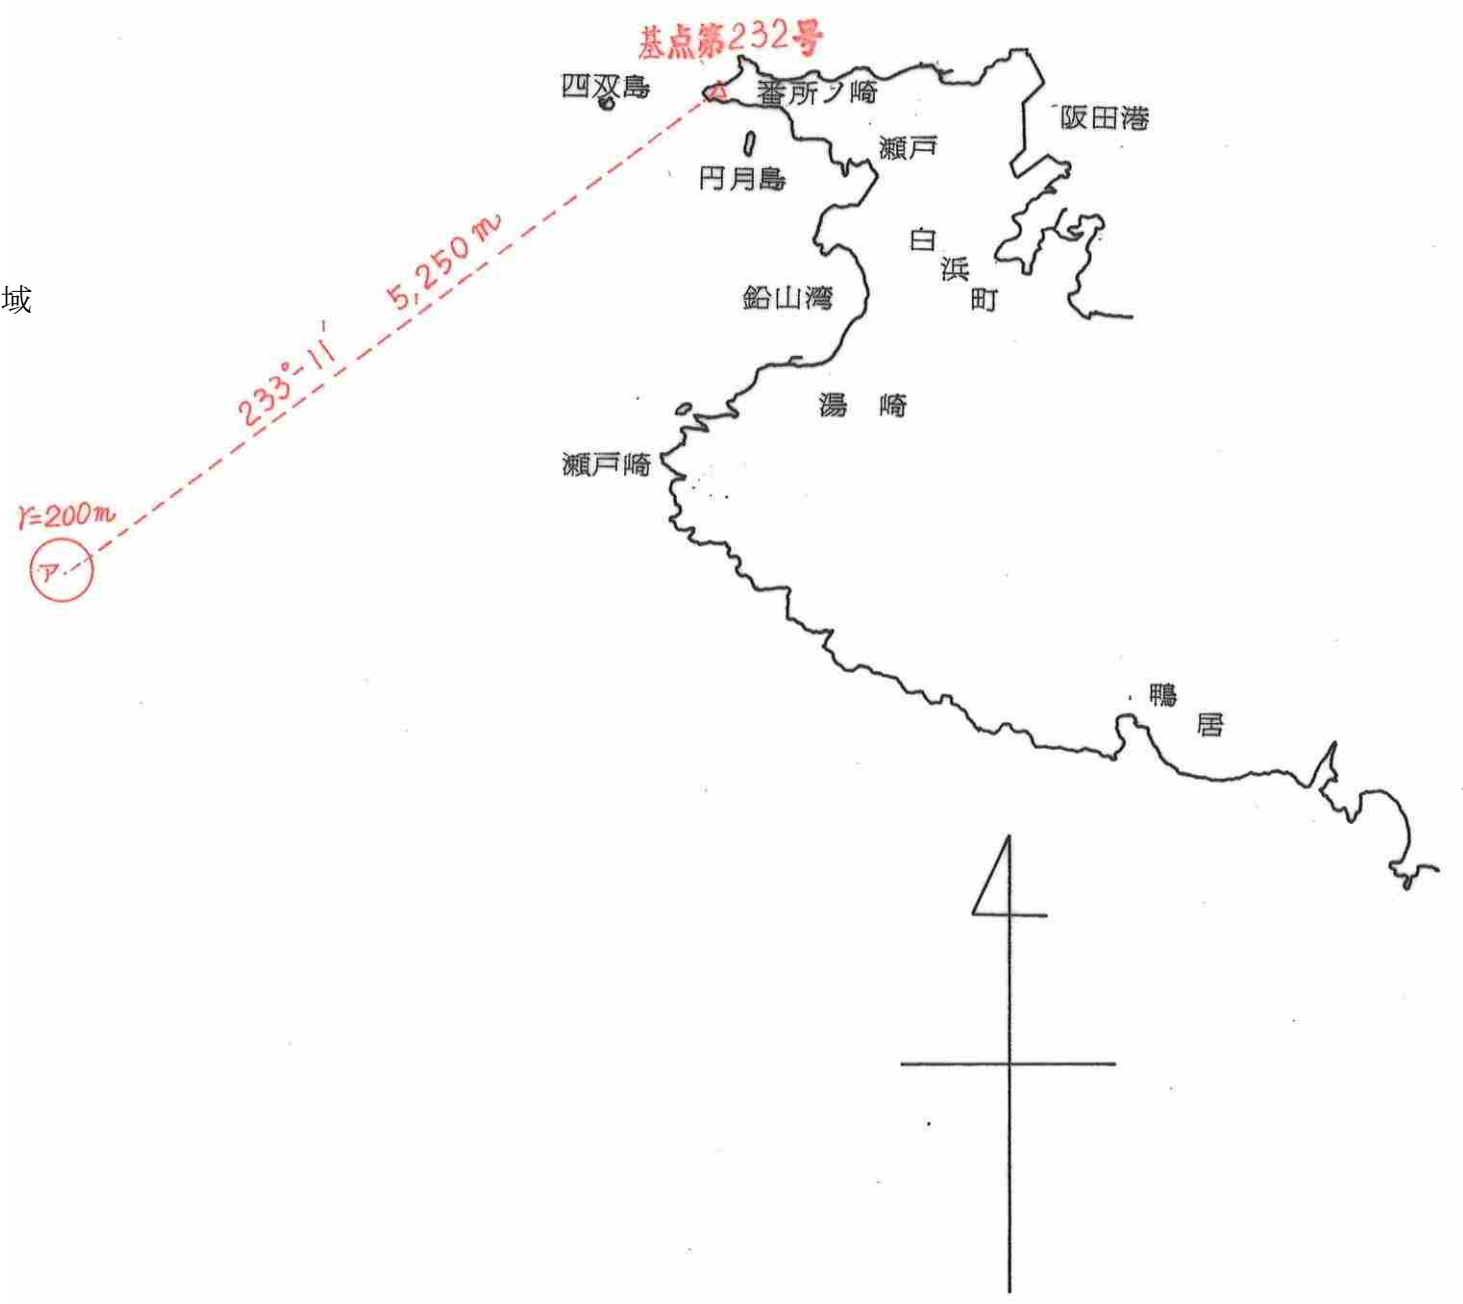 基点第232号
四双島
番所ノ崎
阪田港
瀬戸
円月島
白浜町
5,250m
鉛山湾
域
233°-11′
湯崎
瀬戸崎
r=200m
ア
鴨居